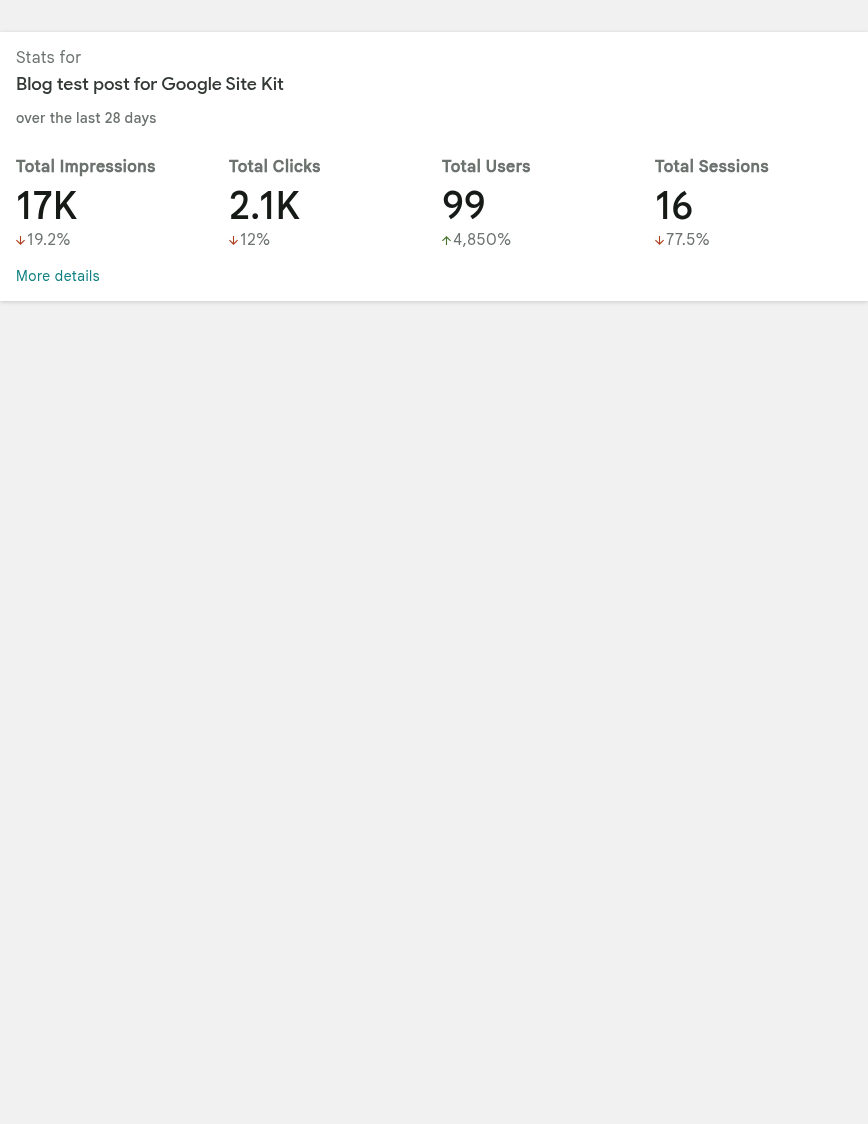 Stats for
Blog test post for Google Site Kit
over the last 28 days
Total Impressions
17K
↓19.2%
Total Clicks
2.1K
↓12%
Total Users
99
↑4,850%
Total Sessions
16
↓77.5%
More details